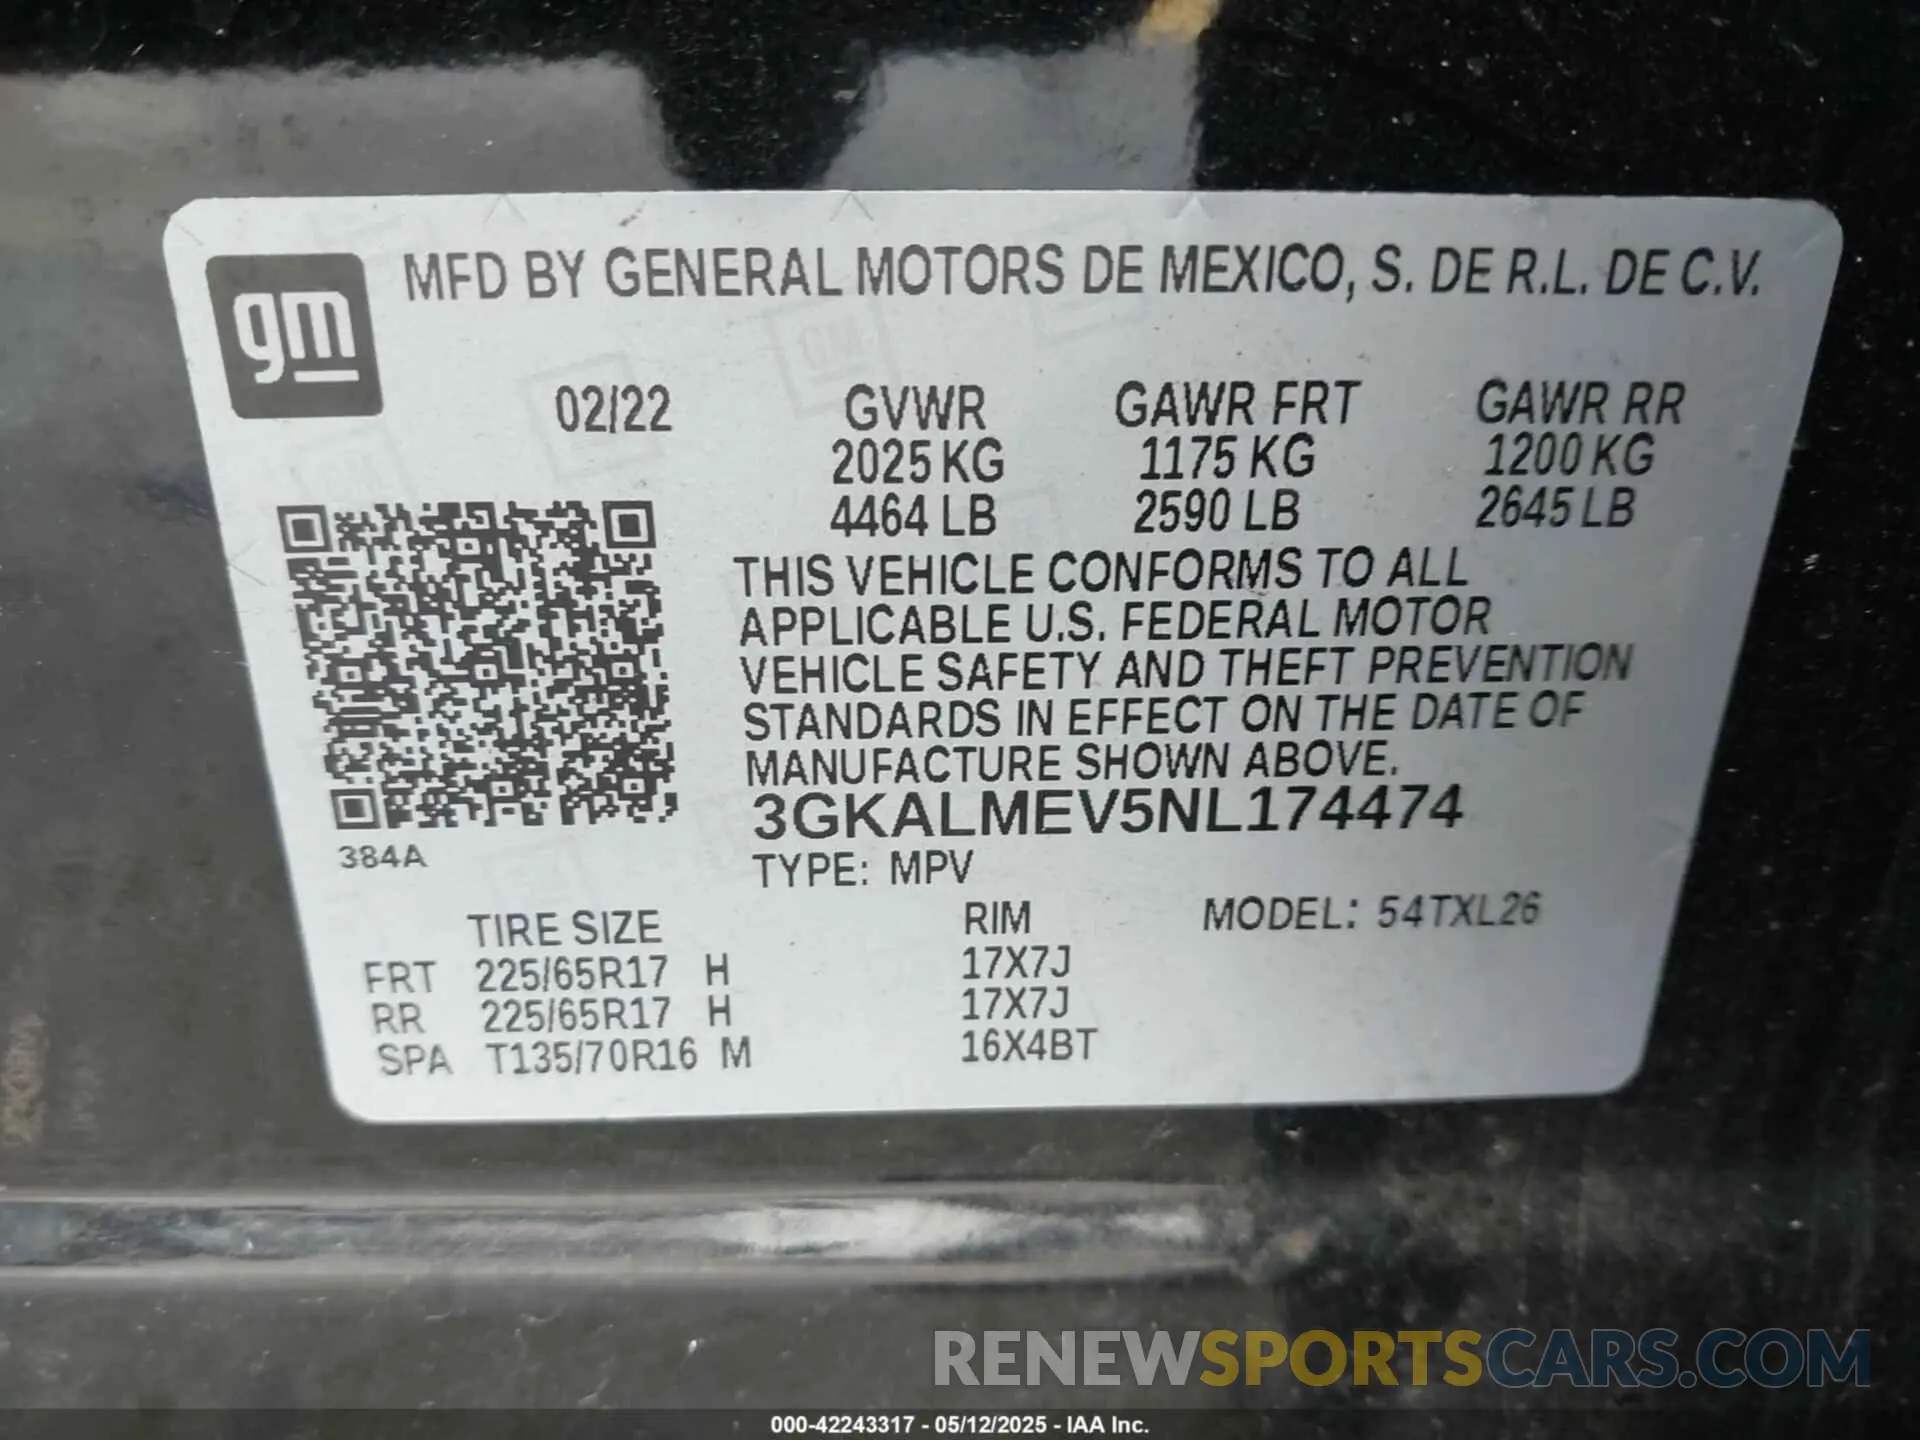 MFD BY GENERAL MOTORS DE MEXICO, S. DE R.L. DE C.V.
gm
02/22 GVWR GAWR FRT GAWR RR
2025 KG 1175 KG 1200 KG
4464 LB 2590 LB 2645 LB
THIS VEHICLE CONFORMS TO ALL
APPLICABLE U.S. FEDERAL MOTOR
VEHICLE SAFETY AND THEFT PREVENTION
STANDARDS IN EFFECT ON THE DATE OF
MANUFACTURE SHOWN ABOVE.
3GKALMEV5NL174474
384A
TYPE: MPV
TIRE SIZE RIM MODEL: 54TXL26
FRT 225/65R17 H 17X7J
RR 225/65R17 H 17X7J
SPA T135/70R16 M 16X4BT
RENEWSPORTSCARS.COM
000-42243317 - 05/12/2025 - IAA Inc.